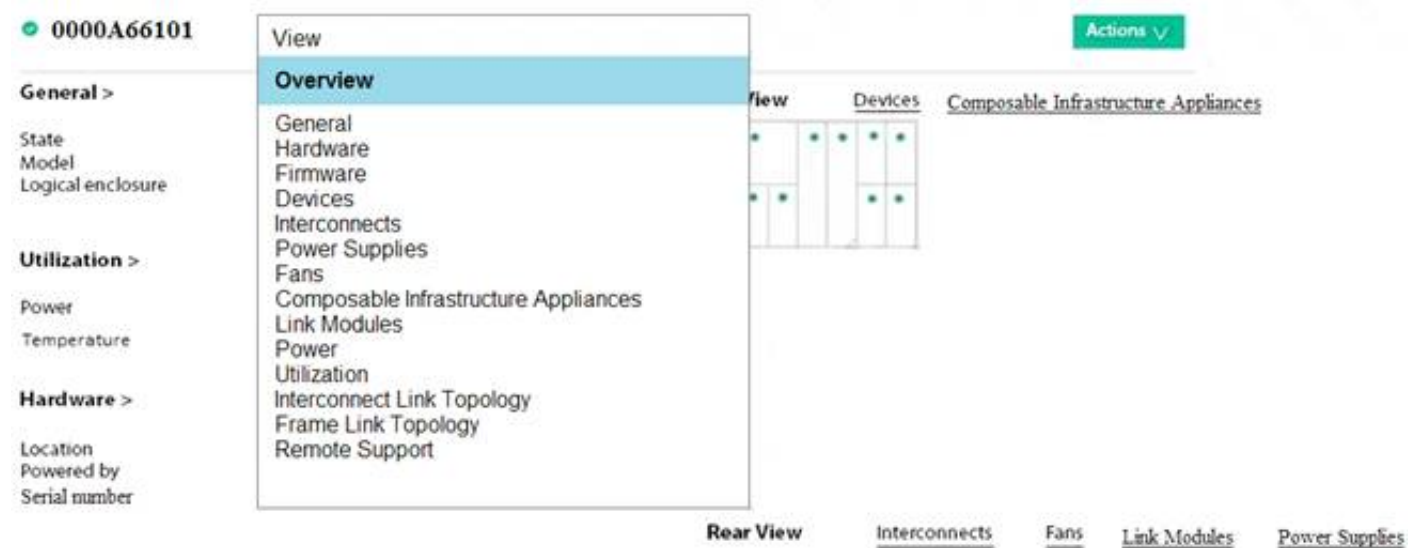 0000A66101
View
Actions
Overview
General >
View Devices Composable Infrastructure Appliances
State
Model
Logical enclosure
General
Hardware
Firmware
Devices
Interconnects
Power Supplies
Fans
Composable Infrastructure Appliances
Link Modules
Power
Utilization
Interconnect Link Topology
Frame Link Topology
Remote Support
Utilization >
Power
Temperature
Hardware >
Location
Powered by
Serial number
Rear View Interconnects Fans Link Modules Power Supplies